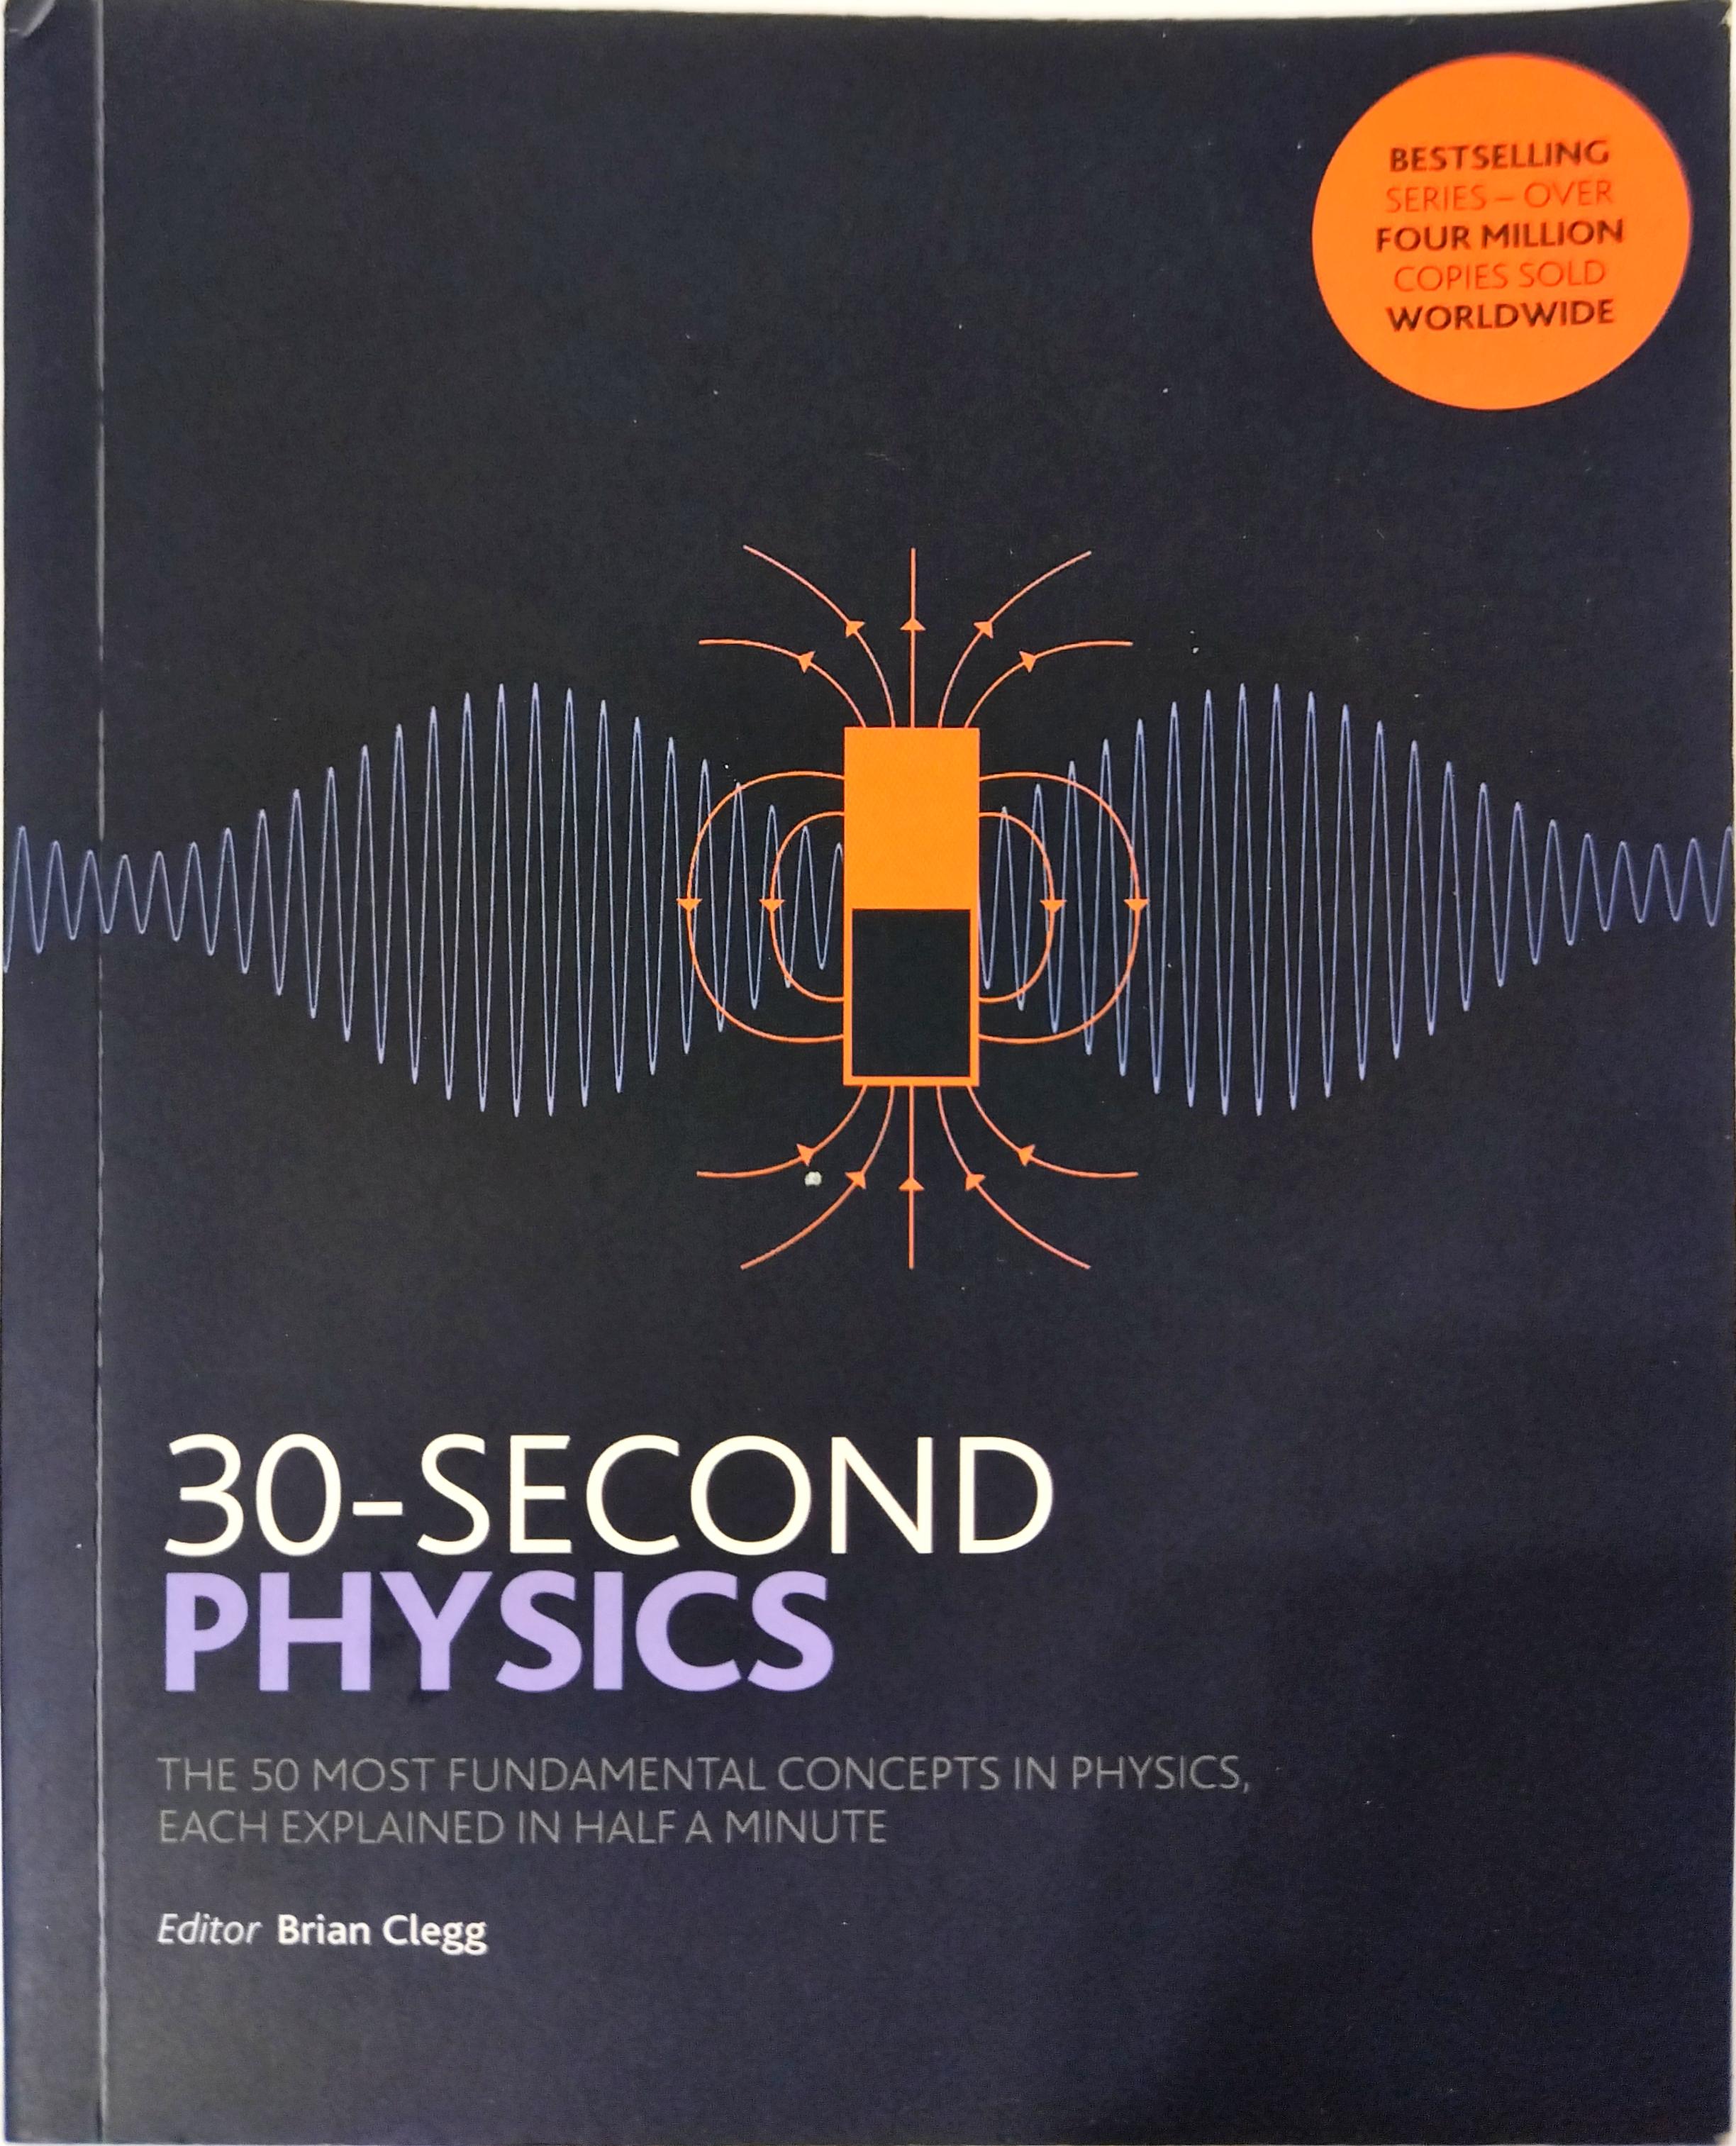 BESTSELLING
SERIES – OVER
FOUR MILLION
COPIES SOLD
WORLDWIDE
30-SECOND
PHYSICS
THE 50 MOST FUNDAMENTAL CONCEPTS IN PHYSICS,
EACH EXPLAINED IN HALF A MINUTE
Editor Brian Clegg